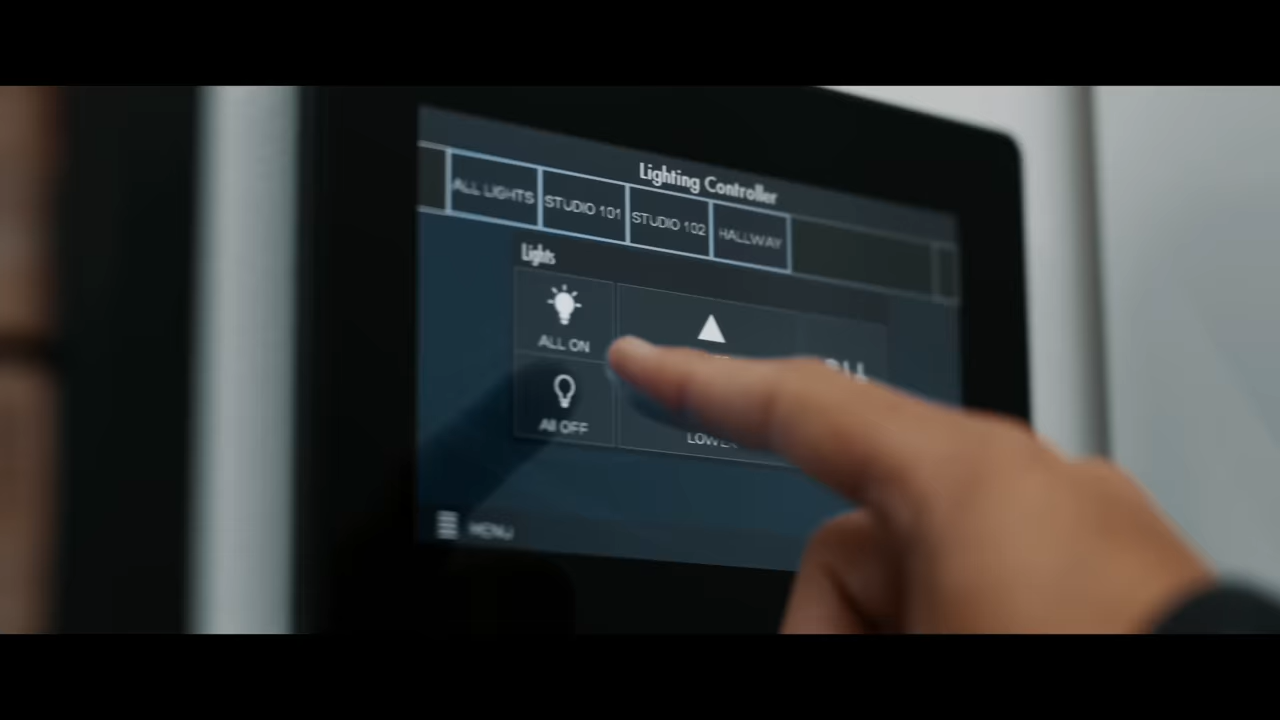 Lighting Controller
ALL LIGHTS
STUDIO 101
STUDIO 102
HALLWAY
Lights
ALL ON
All OFF
MENU